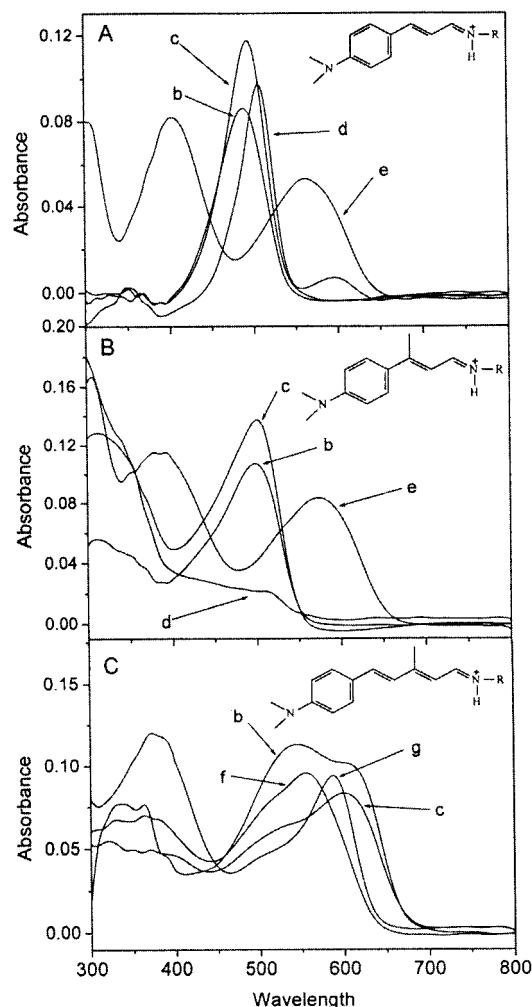 A
Absorbance
0.12
0.08
0.04
0.00
c
b
d
e
N
N
+
R
H
B
Absorbance
0.20
0.16
0.12
0.08
0.04
0.00
c
b
e
d
N
N
+
R
H
C
Absorbance
0.15
0.10
0.05
0.00
b
f
g
c
N
N
+
R
H
300 400 500 600 700 800
Wavelength